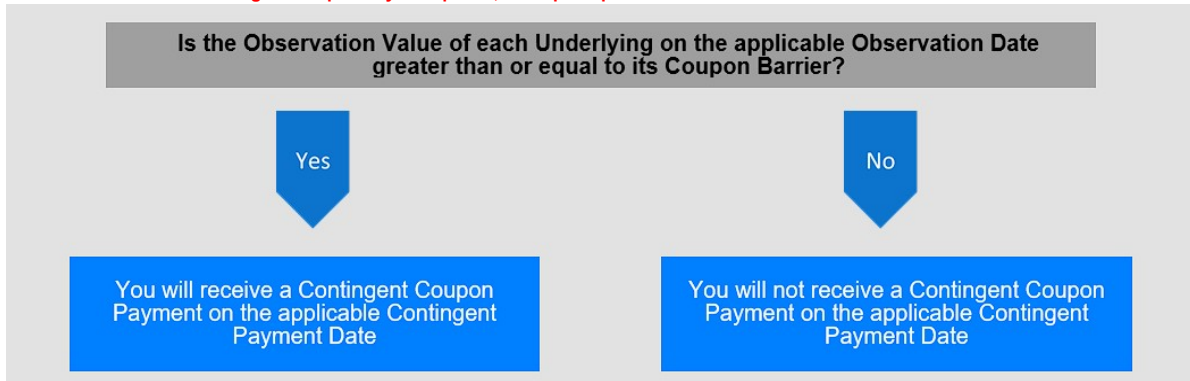 Is the Observation Value of each Underlying on the applicable Observation Date
greater than or equal to its Coupon Barrier?
Yes
No
You will receive a Contingent Coupon
Payment on the applicable Contingent
Payment Date
You will not receive a Contingent Coupon
Payment on the applicable Contingent
Payment Date